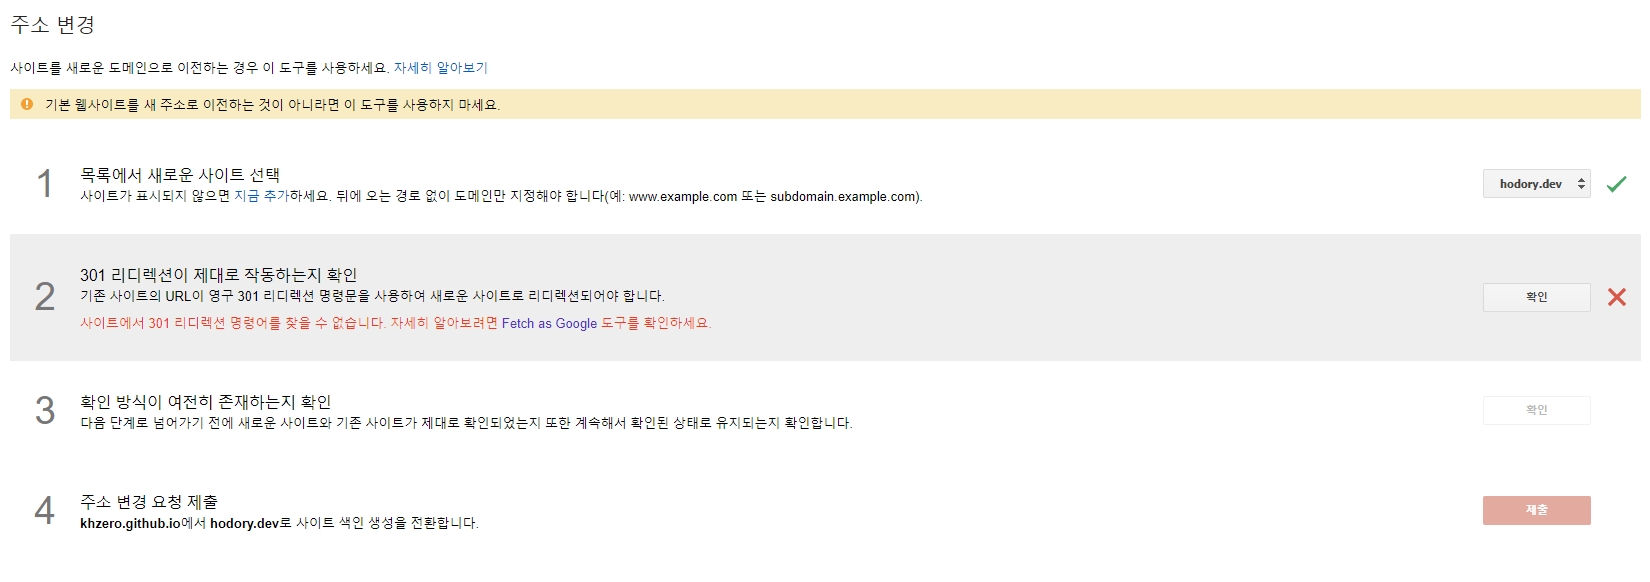 주소 변경
사이트를 새로운 도메인으로 이전하는 경우 이 도구를 사용하세요. 자세히 알아보기
기본 웹사이트를 새 주소로 이전하는 것이 아니라면 이 도구를 사용하지 마세요.
1
목록에서 새로운 사이트 선택
사이트가 표시되지 않으면 지금 추가하세요. 뒤에 오는 경로 없이 도메인만 지정해야 합니다(예: www.example.com 또는 subdomain.example.com).
hodory.dev
2
301 리디렉션이 제대로 작동하는지 확인
기존 사이트의 URL이 영구 301 리디렉션 명령문을 사용하여 새로운 사이트로 리디렉션되어야 합니다.
사이트에서 301 리디렉션 명령어를 찾을 수 없습니다. 자세히 알아보려면 Fetch as Google 도구를 확인하세요.
확인
3
확인 방식이 여전히 존재하는지 확인
다음 단계로 넘어가기 전에 새로운 사이트와 기존 사이트가 제대로 확인되었는지 또한 계속해서 확인된 상태로 유지되는지 확인합니다.
확인
4
주소 변경 요청 제출
khzero.github.io에서 hodory.dev로 사이트 색인 생성을 전환합니다.
제출